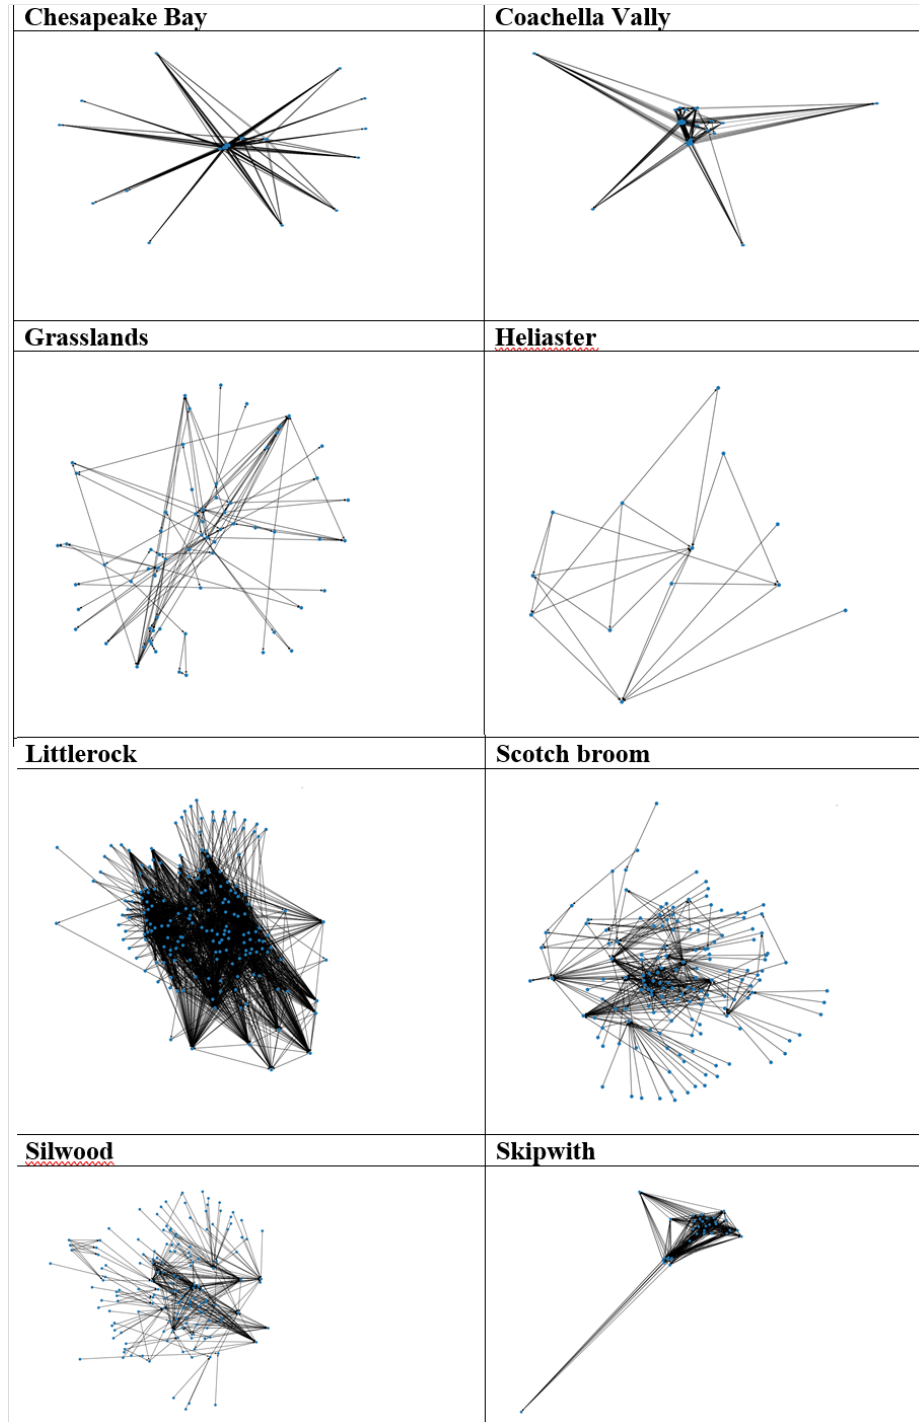 Chesapeake Bay
Coachella Vally
Grasslands
Heliaster
Littlerock
Scotch broom
Silwood
Skipwith